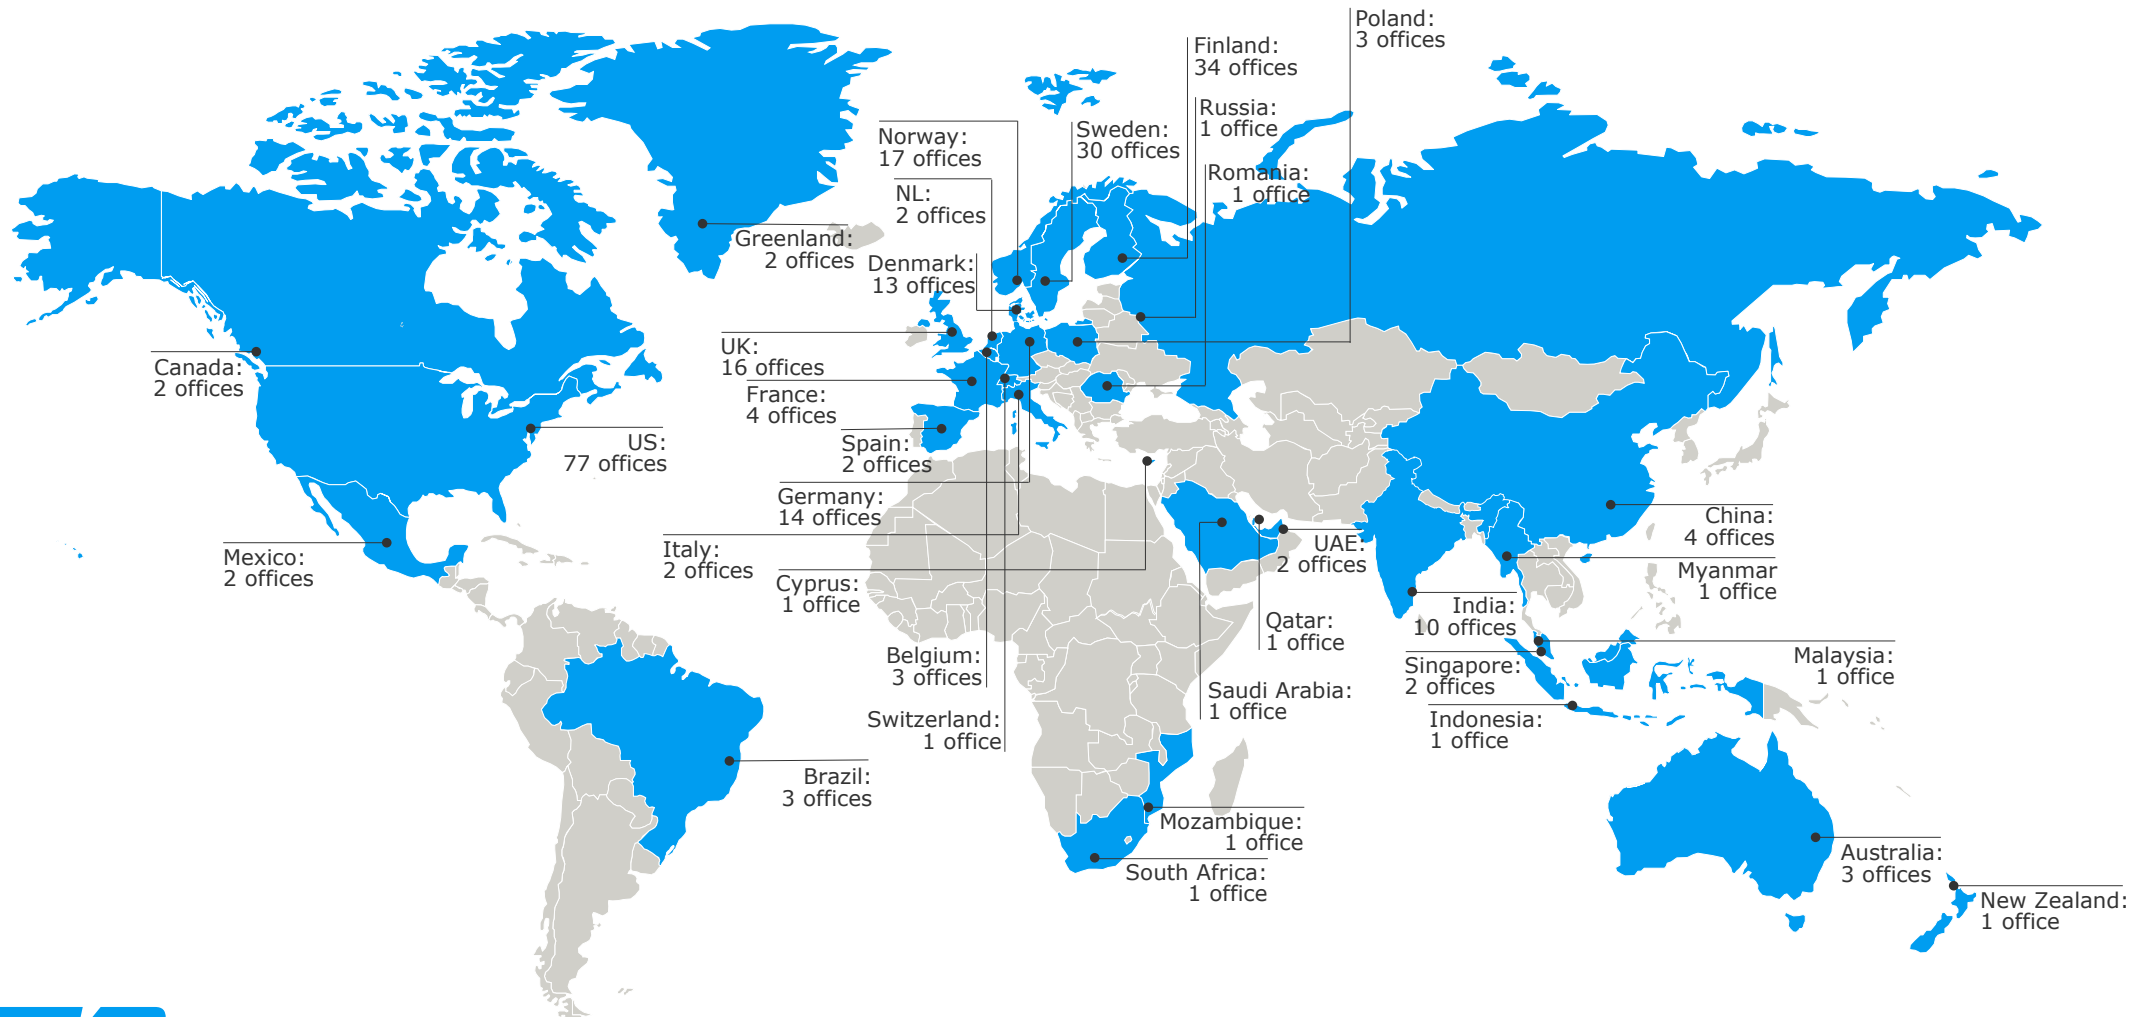 Poland:
3 offices
Finland:
34 offices
Russia:
1 office
Norway:
17 offices
Sweden:
30 offices
Romania:
1 office
NL:
2 offices
Greenland:
2 offices
Denmark:
13 offices
UK:
16 offices
Canada:
2 offices
France:
4 offices
US:
77 offices
Spain:
2 offices
Germany:
14 offices
China:
4 offices
Mexico:
2 offices
Italy:
2 offices
UAE:
2 offices
Cyprus:
1 office
Myanmar
1 office
India:
10 offices
Qatar:
1 office
Belgium:
3 offices
Singapore:
2 offices
Malaysia:
1 office
Saudi Arabia:
1 office
Switzerland:
1 office
Indonesia:
1 office
Brazil:
3 offices
Mozambique:
1 office
Australia:
3 offices
South Africa:
1 office
New Zealand:
1 office